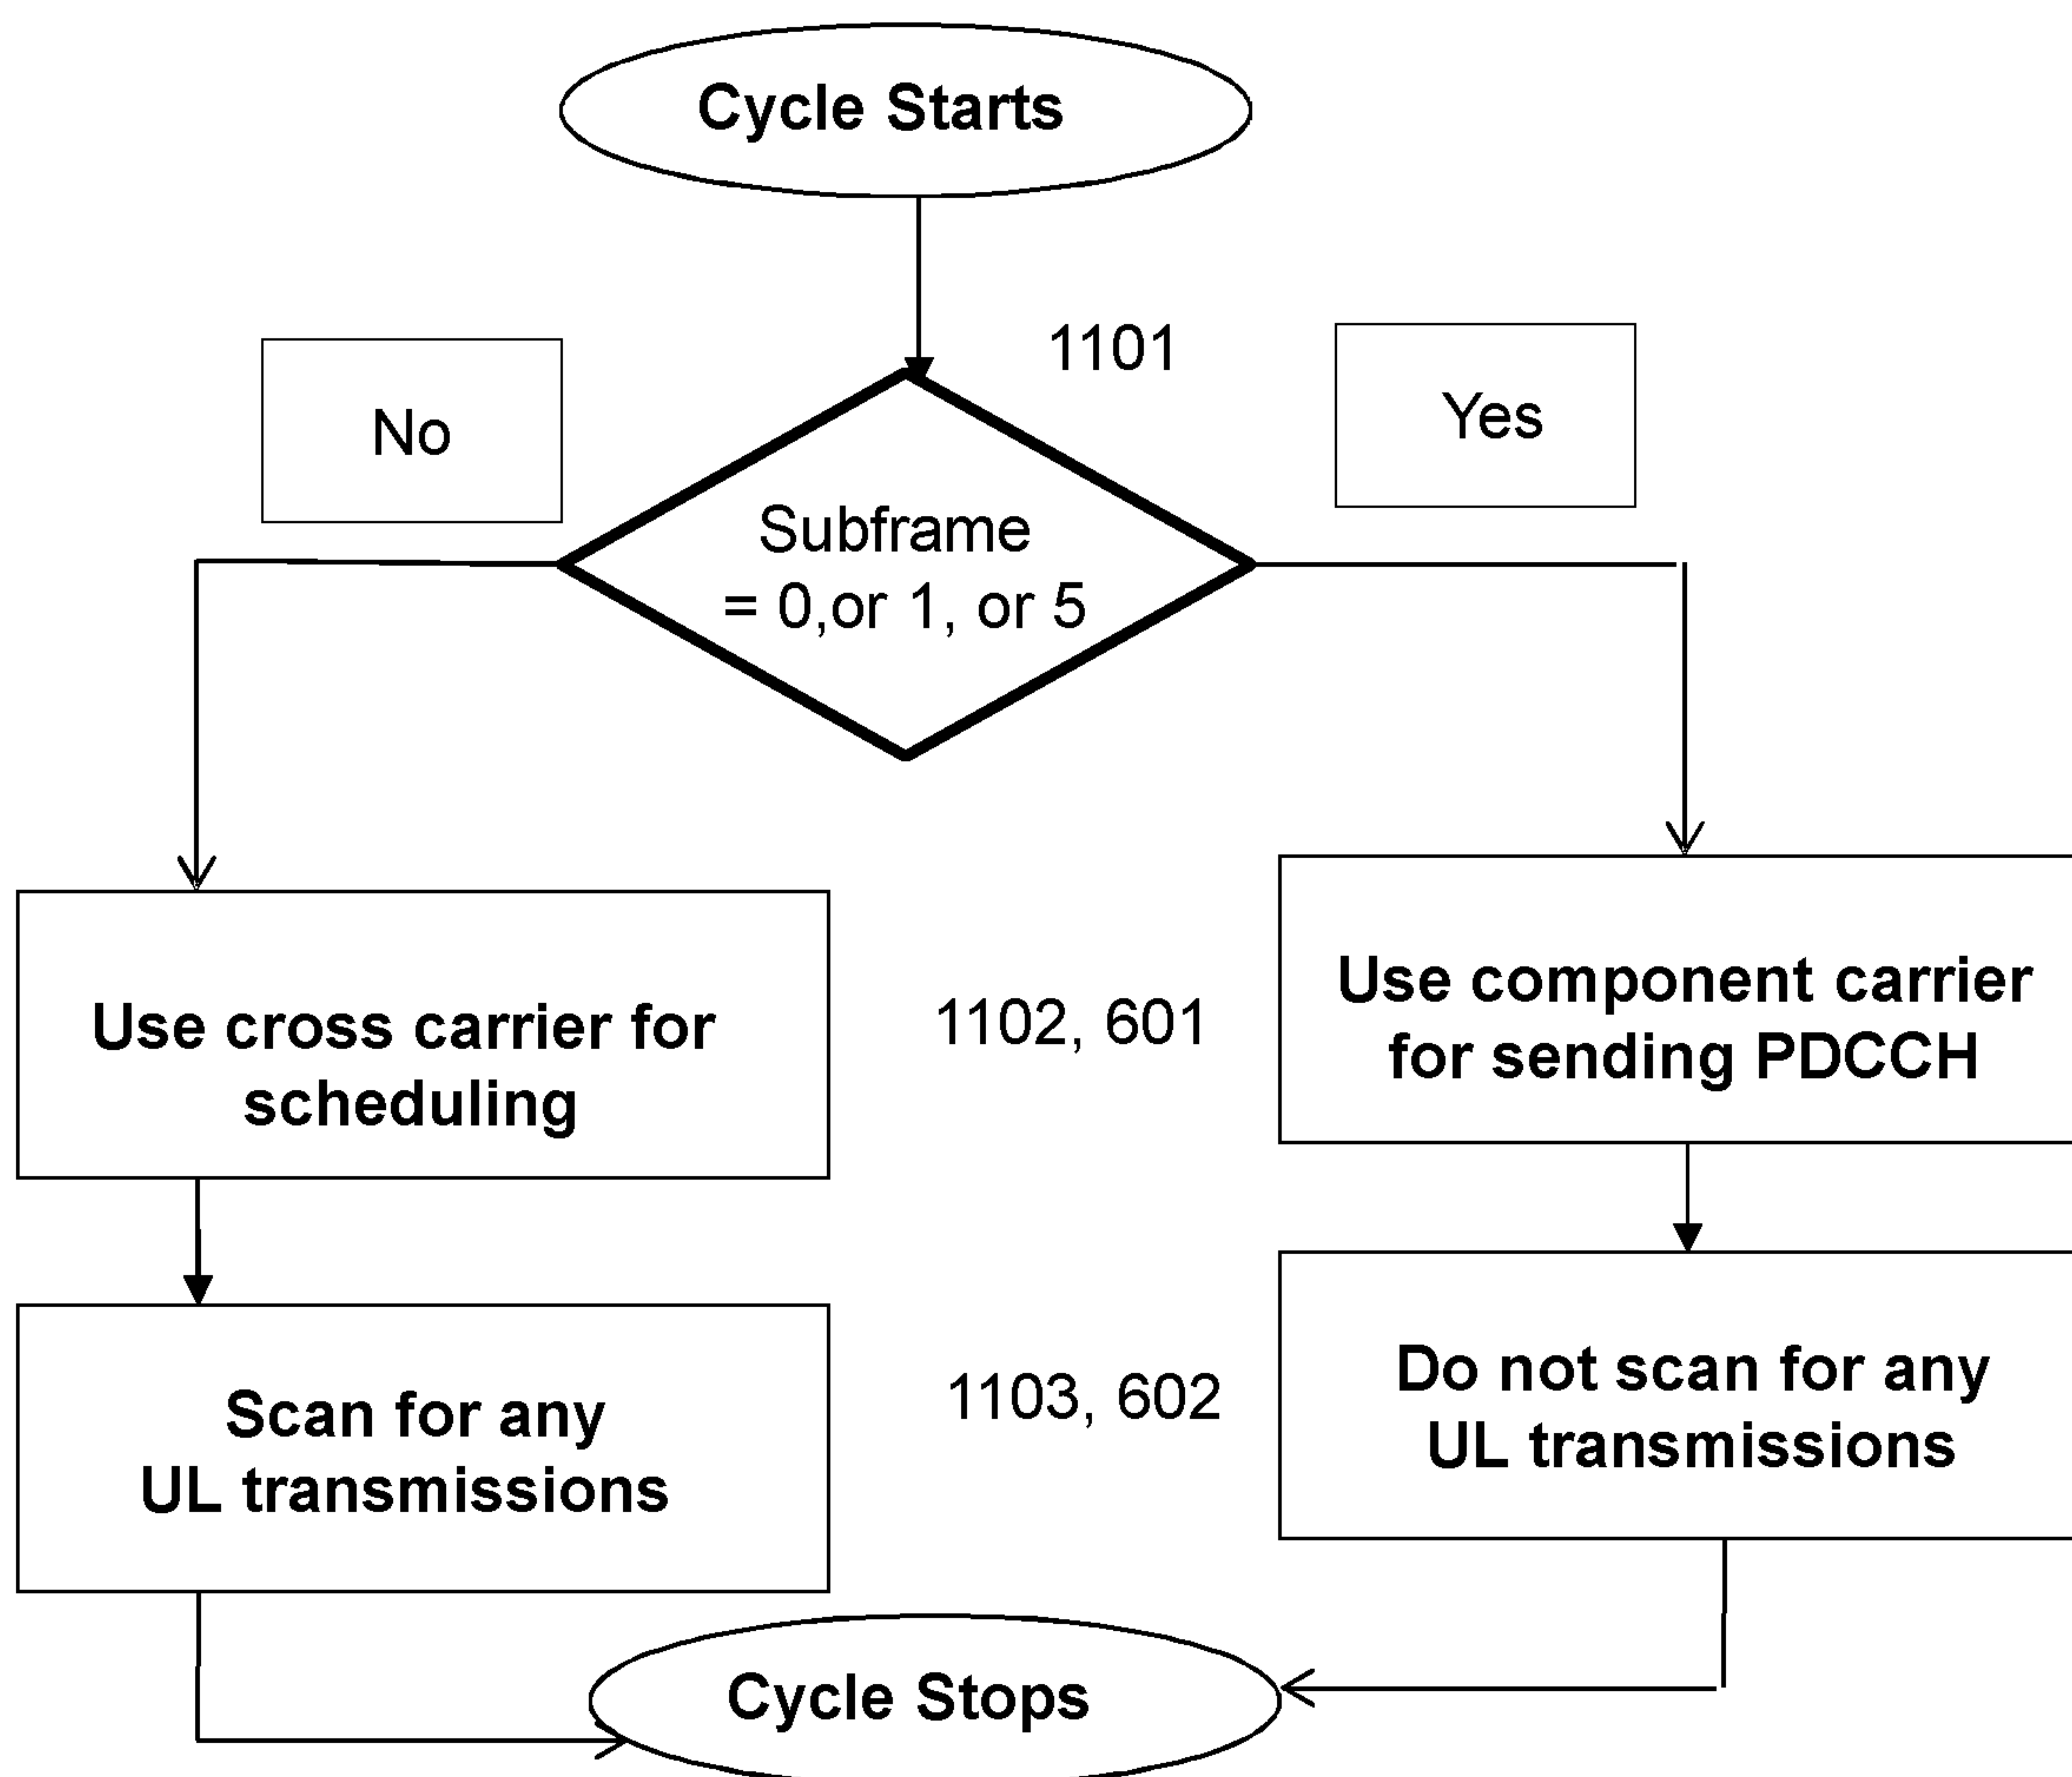 Cycle Starts
1101
No
Yes
Subframe
= 0,or 1, or 5
Use cross carrier for
scheduling
1102, 601
Use component carrier
for sending PDCCH
Scan for any
UL transmissions
1103, 602
Do not scan for any
UL transmissions
Cycle Stops